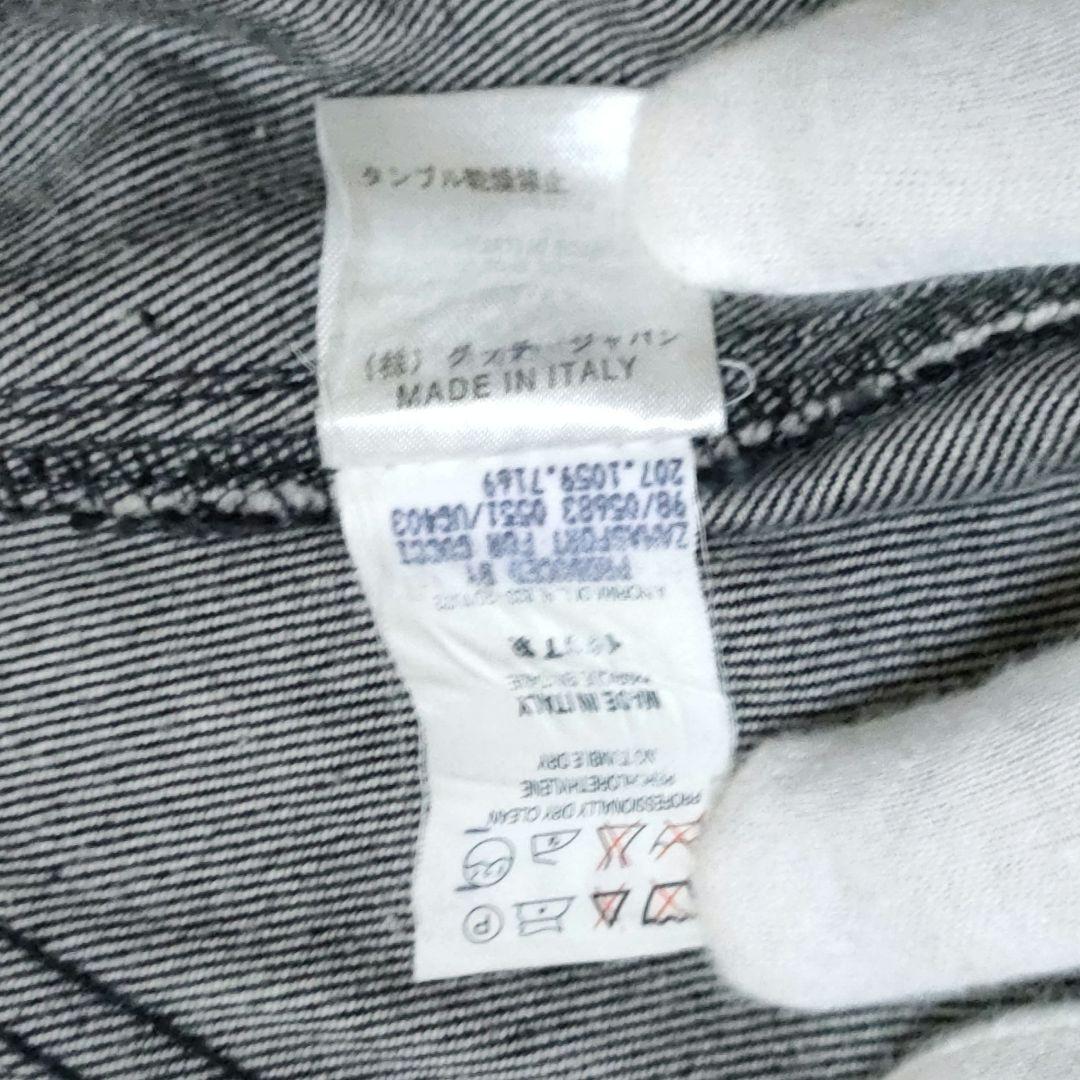 タンブル乾燥禁止
(株) グッチ ジャパン
MADE IN ITALY
P
PROFESSIONALLY DRY CLEAN
PERCHLORETHYLENE
NO TUMBLE DRY
MADE IN ITALY
PRODUCED BY
ZAMASPORT FOR GUCCI
98/05683 0551/UG403
207.1059.7169